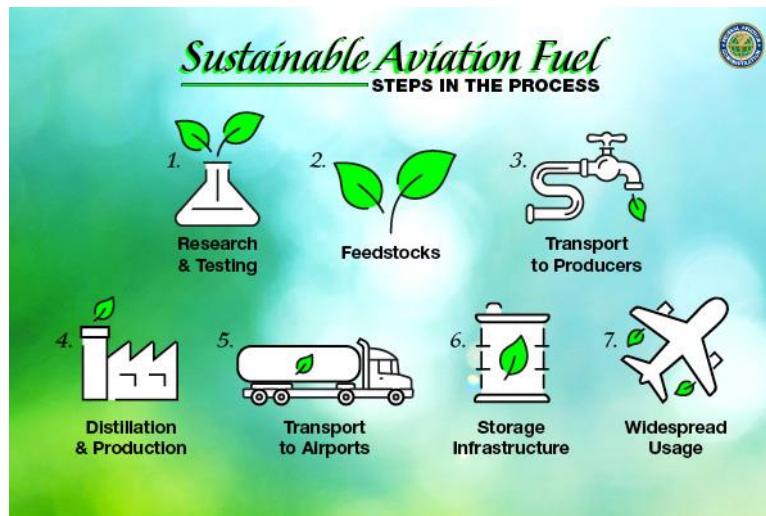 Sustainable Aviation Fuel
STEPS IN THE PROCESS
1.
Research
& Testing
2.
Feedstocks
3.
Transport
to Producers
4.
Distillation
& Production
5.
Transport
to Airports
6.
Storage
Infrastructure
7.
Widespread
Usage